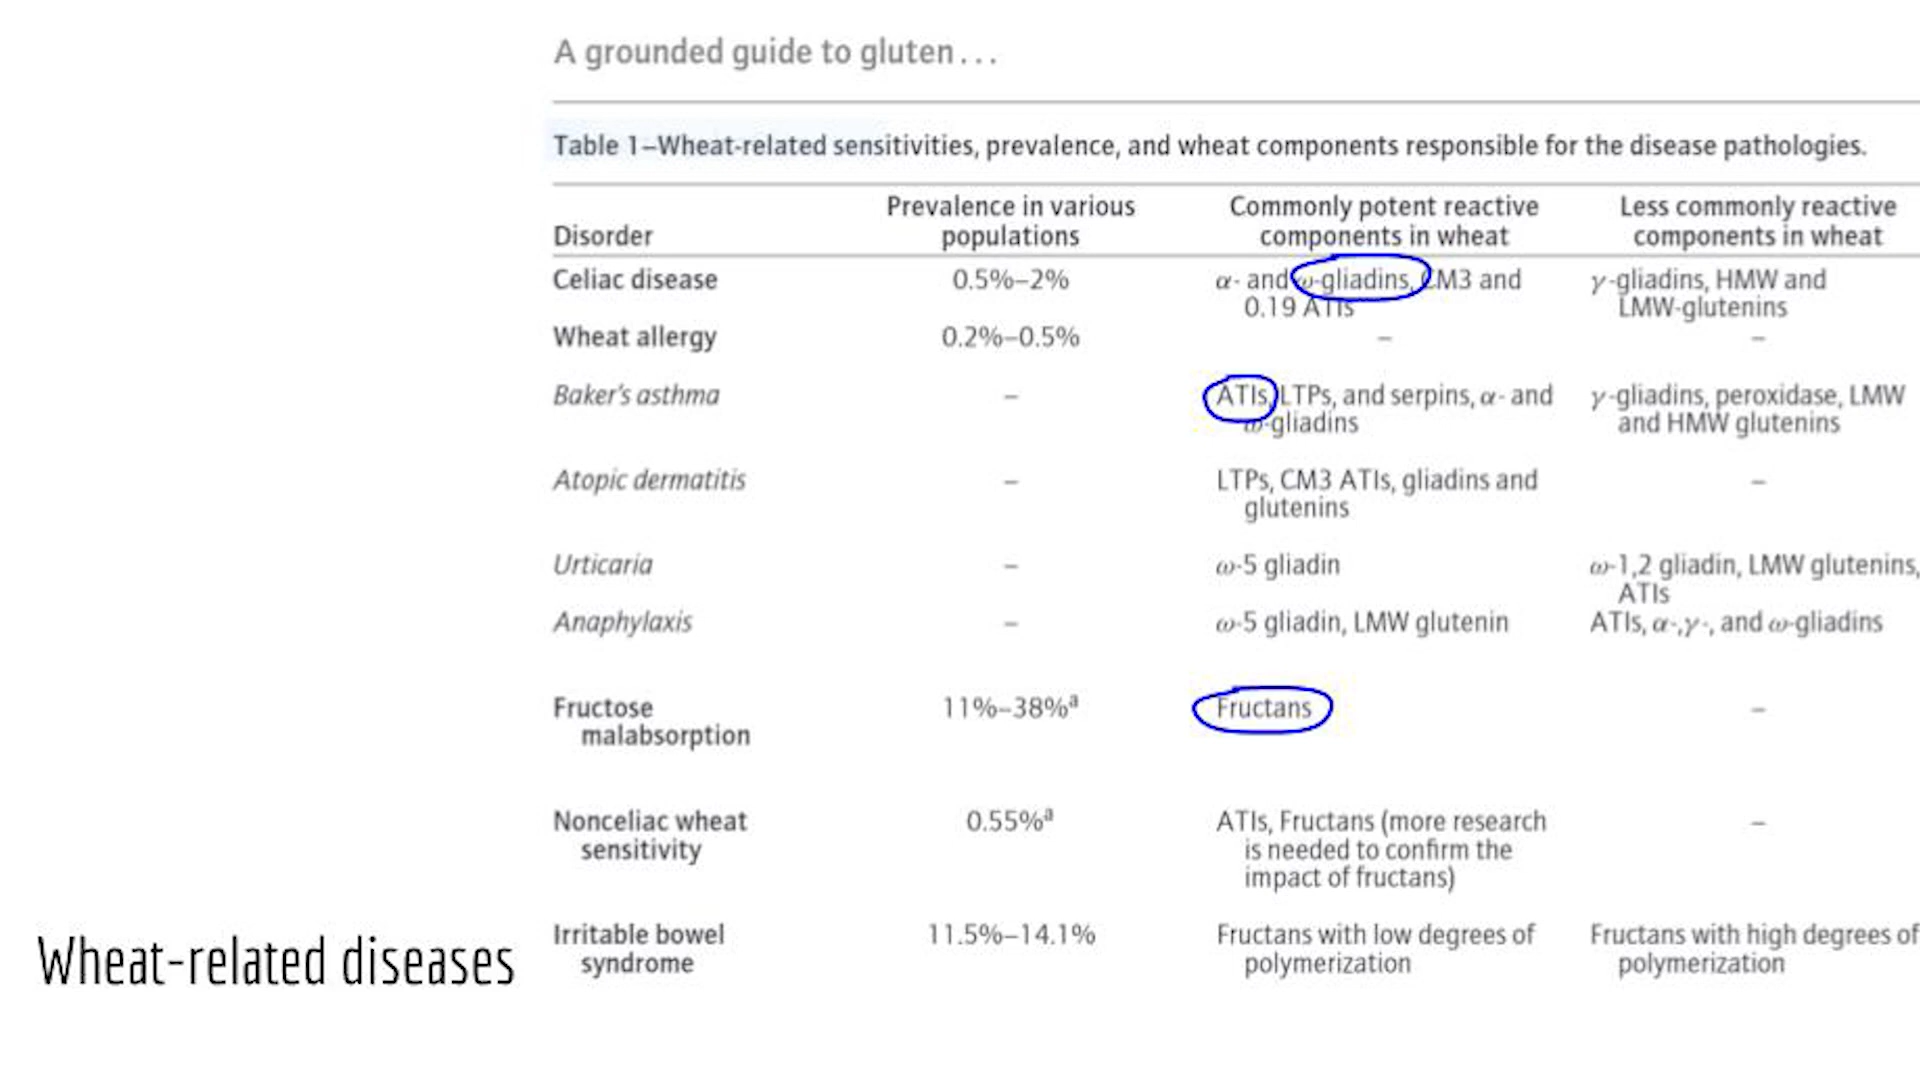 A grounded guide to gluten...
Table 1–Wheat-related sensitivities, prevalence, and wheat components responsible for the disease pathologies.
Disorder Prevalence in various populations Commonly potent reactive components in wheat Less commonly reactive components in wheat
Celiac disease 0.5%–2% α- and ω-gliadins, CM3 and γ-gliadins, HMW and
0.19 ATIs LMW-glutenins
Wheat allergy 0.2%–0.5% – –
Baker's asthma – ATIs, LTPs, and serpins, α- and γ-gliadins, peroxidase, LMW
ω-gliadins and HMW glutenins
Atopic dermatitis – LTPs, CM3 ATIs, gliadins and –
glutenins
Urticaria – ω-5 gliadin ω-1,2 gliadin, LMW glutenins,
ATIs
Anaphylaxis – ω-5 gliadin, LMW glutenin ATIs, α-,γ-, and ω-gliadins
Fructose 11%–38%ᵃ Fructans –
malabsorption
Nonceliac wheat 0.55%ᵃ ATIs, Fructans (more research –
sensitivity is needed to confirm the
impact of fructans)
Irritable bowel 11.5%–14.1% Fructans with low degrees of Fructans with high degrees of
syndrome polymerization polymerization
Wheat-related diseases